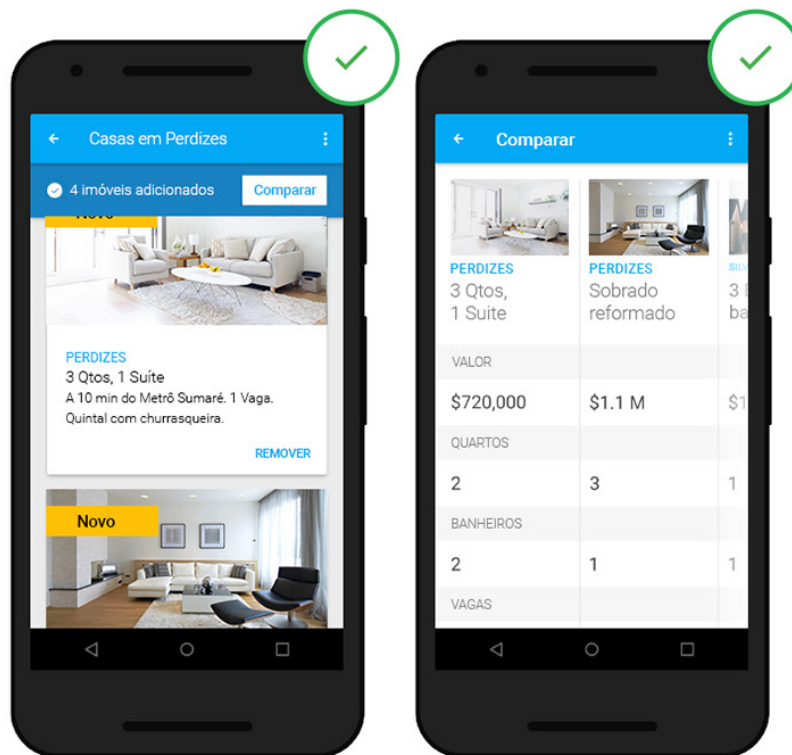 Casas em Perdizes
4 imóveis adicionados
Comparar
Novo
PERDIZES
3 Qtos, 1 Suíte
A 10 min do Metrô Sumaré. 1 Vaga.
Quintal com churrasqueira.
REMOVER
Novo
Comparar
PERDIZES
3 Qtos,
1 Suite
PERDIZES
Sobrado
reformado
VALOR
$720,000
$1.1 M
QUARTOS
2
3
1
BANHEIROS
2
1
1
VAGAS